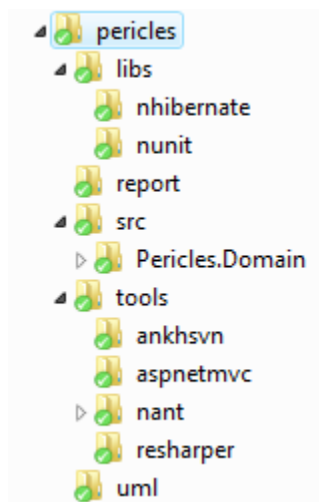 pericles
libs
nhibernate
nunit
report
src
Pericles.Domain
tools
ankhsvn
aspnetmvc
nant
resharper
uml